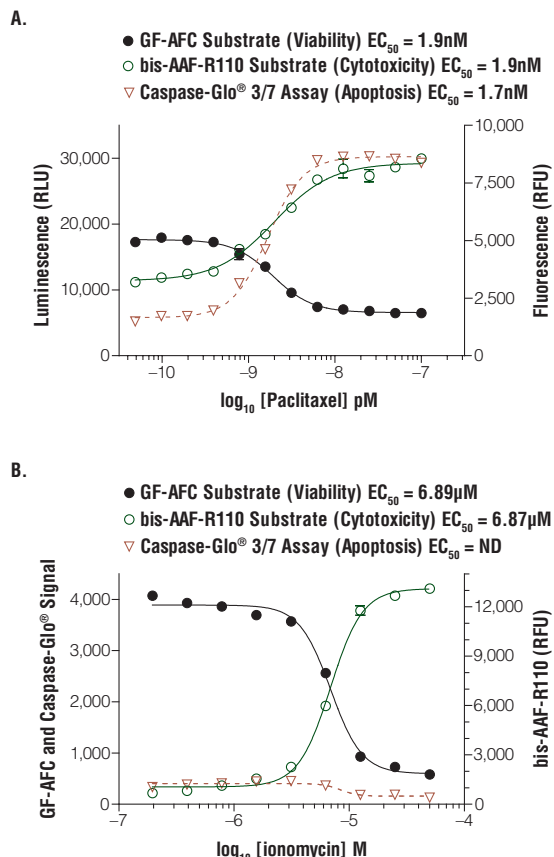 A.
GF-AFC Substrate (Viability) EC50 = 1.9nM
bis-AAF-R110 Substrate (Cytotoxicity) EC50 = 1.9nM
Caspase-Glo® 3/7 Assay (Apoptosis) EC50 = 1.7nM
Luminescence (RLU)
30,000
20,000
10,000
0
10,000
7,500
5,000
2,500
0
Fluorescence (RFU)
–10 –9 –8 –7
log10 [Paclitaxel] pM
B.
GF-AFC Substrate (Viability) EC50 = 6.89µM
bis-AAF-R110 Substrate (Cytotoxicity) EC50 = 6.87µM
Caspase-Glo® 3/7 Assay (Apoptosis) EC50 = ND
GF-AFC and Caspase-Glo® Signal
4,000
3,000
2,000
1,000
0
12,000
9,000
6,000
3,000
0
bis-AAF-R110 (RFU)
–7 –6 –5 –4
log10 [ionomycin] M